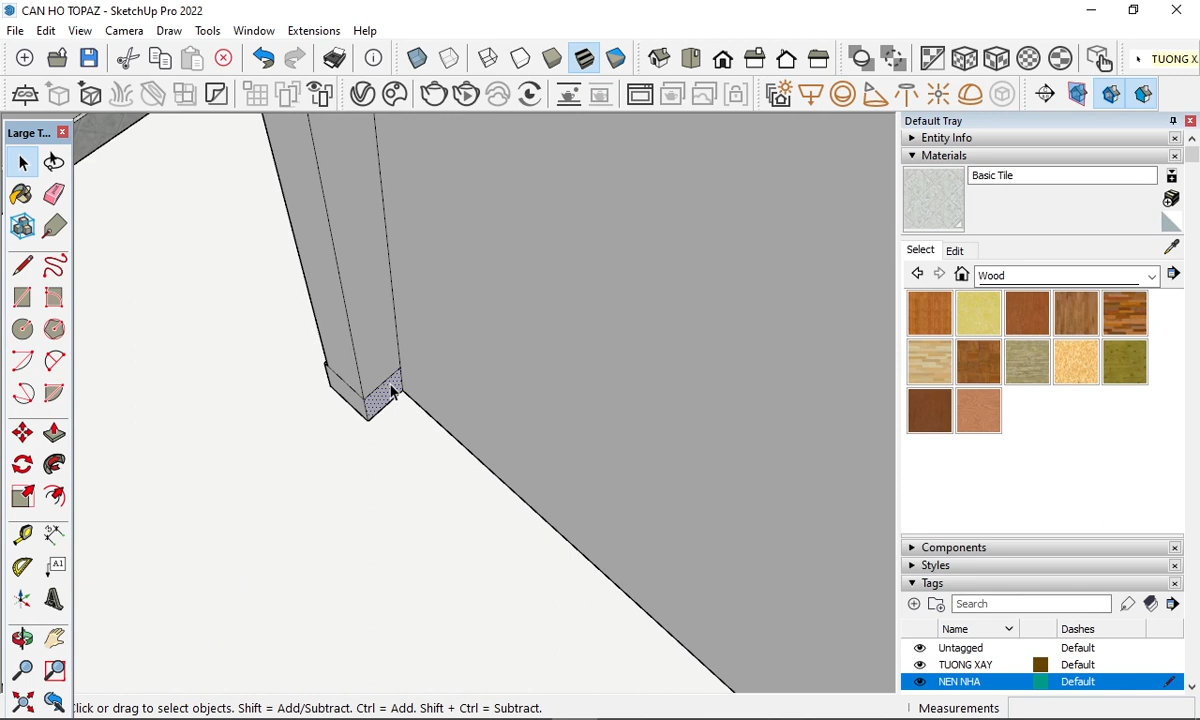 CAN HO TOPAZ - SketchUp Pro 2022
File Edit View Camera Draw Tools Window Extensions Help
TUONG X
Large T...
A1
Default Tray
Entity Info
Materials
Basic Tile
Select Edit
Wood
Components
Styles
Tags
Search
Name Dashes
Untagged Default
TUONG XAY Default
NEN NHA Default
lick or drag to select objects. Shift = Add/Subtract. Ctrl = Add. Shift + Ctrl = Subtract.
Measurements